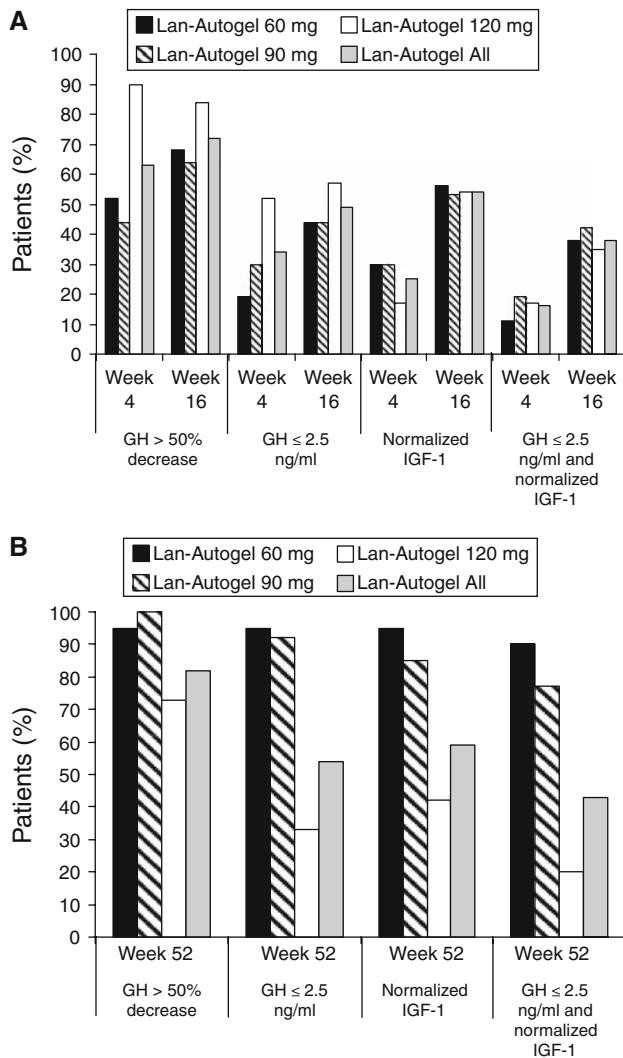 A
Lan-Autogel 60 mg Lan-Autogel 120 mg
Lan-Autogel 90 mg Lan-Autogel All
Patients (%)
100
90
80
70
60
50
40
30
20
10
0
Week 4 Week 16 Week 4 Week 16 Week 4 Week 16 Week 4 Week 16
GH > 50% decrease
GH ≤ 2.5 ng/ml
Normalized IGF-1
GH ≤ 2.5 ng/ml and normalized IGF-1
B
Lan-Autogel 60 mg Lan-Autogel 120 mg
Lan-Autogel 90 mg Lan-Autogel All
Patients (%)
100
90
80
70
60
50
40
30
20
10
0
Week 52 Week 52 Week 52 Week 52
GH > 50% decrease
GH ≤ 2.5 ng/ml
Normalized IGF-1
GH ≤ 2.5 ng/ml and normalized IGF-1